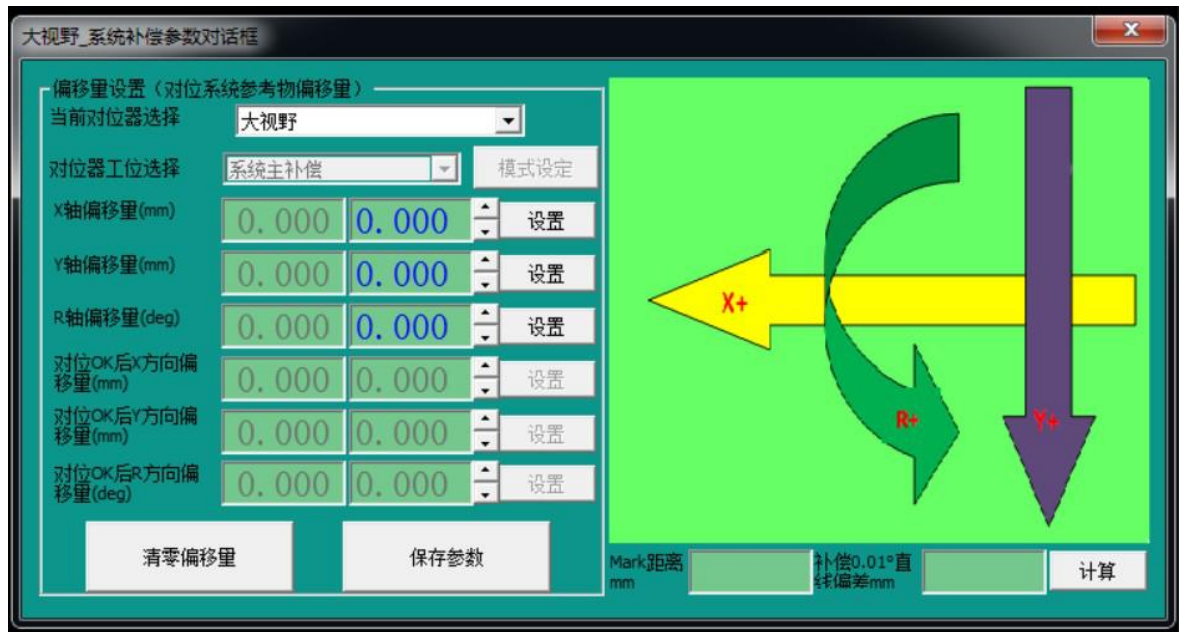 大视野_系统补偿参数对话框
X
偏移量设置（对位系统参考物偏移量）
当前对位器选择 大视野
对位器工位选择 系统主补偿 模式设定
X轴偏移量(mm) 0.000 0.000 设置
Y轴偏移量(mm) 0.000 0.000 设置
R轴偏移量(deg) 0.000 0.000 设置
对位OK后X方向偏
移量(mm) 0.000 0.000 设置
对位OK后Y方向偏
移量(mm) 0.000 0.000 设置
对位OK后R方向偏
移量(deg) 0.000 0.000 设置
清零偏移量 保存参数
X+
R+
Y+
Mark距离
mm
补偿0.01°直
线偏差mm
计算